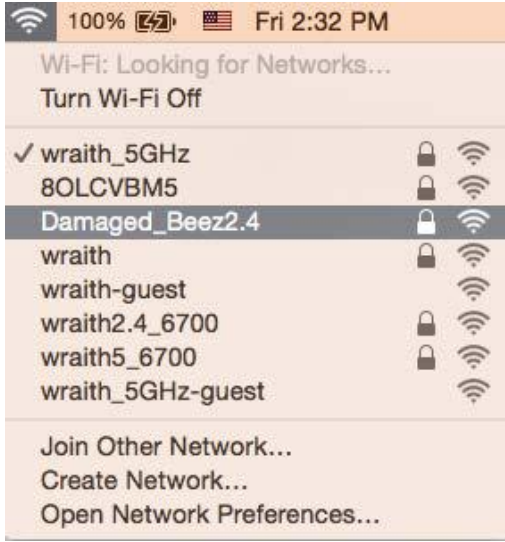 100% Fri 2:32 PM
Wi-Fi: Looking for Networks...
Turn Wi-Fi Off
wraith_5GHz
8OLCVBM5
Damaged_Beez2.4
wraith
wraith-guest
wraith2.4_6700
wraith5_6700
wraith_5GHz-guest
Join Other Network...
Create Network...
Open Network Preferences...